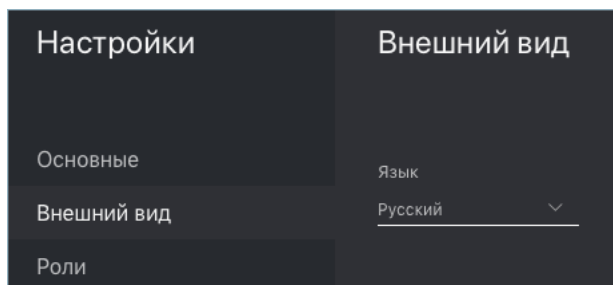 Настройки
Основные
Внешний вид
Роли
Внешний вид
Язык
Русский